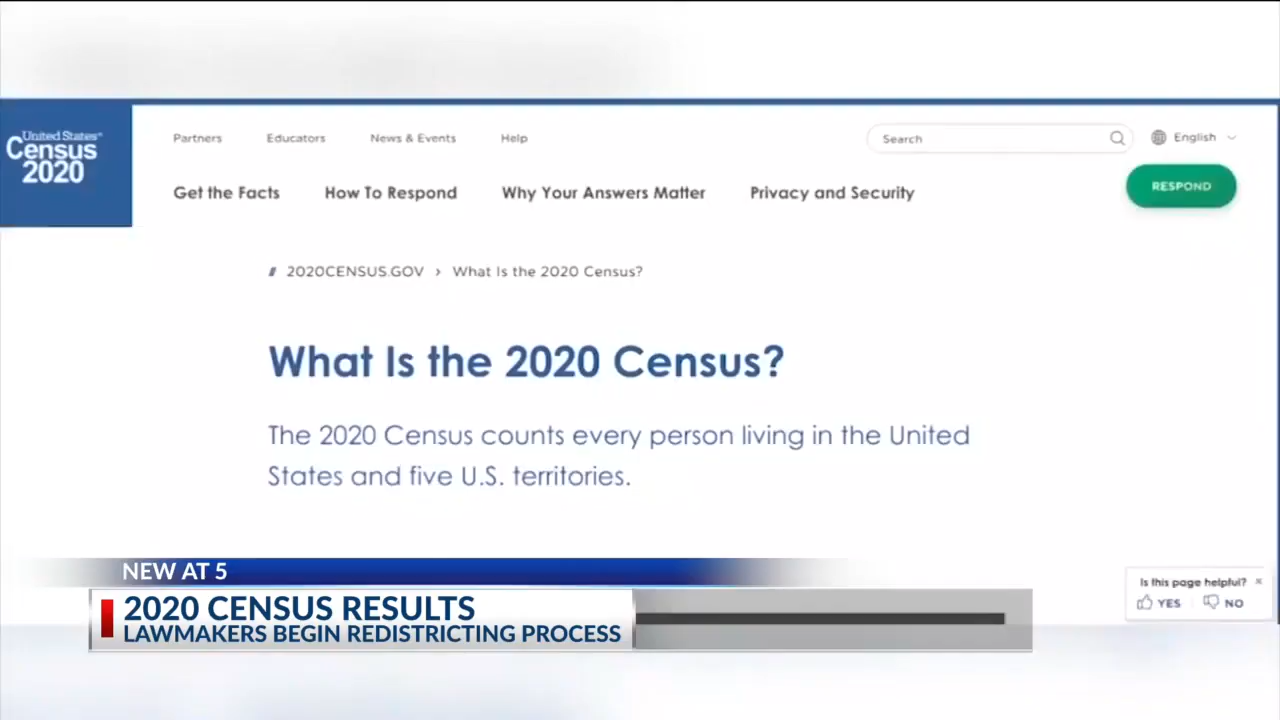 United States™
Census
2020
Partners Educators News & Events Help
Search
English
Get the Facts How To Respond Why Your Answers Matter Privacy and Security
RESPOND
// 2020CENSUS.GOV > What Is the 2020 Census?
What Is the 2020 Census?
The 2020 Census counts every person living in the United
States and five U.S. territories.
NEW AT 5
2020 CENSUS RESULTS
LAWMAKERS BEGIN REDISTRICTING PROCESS
Is this page helpful? ×
YES NO